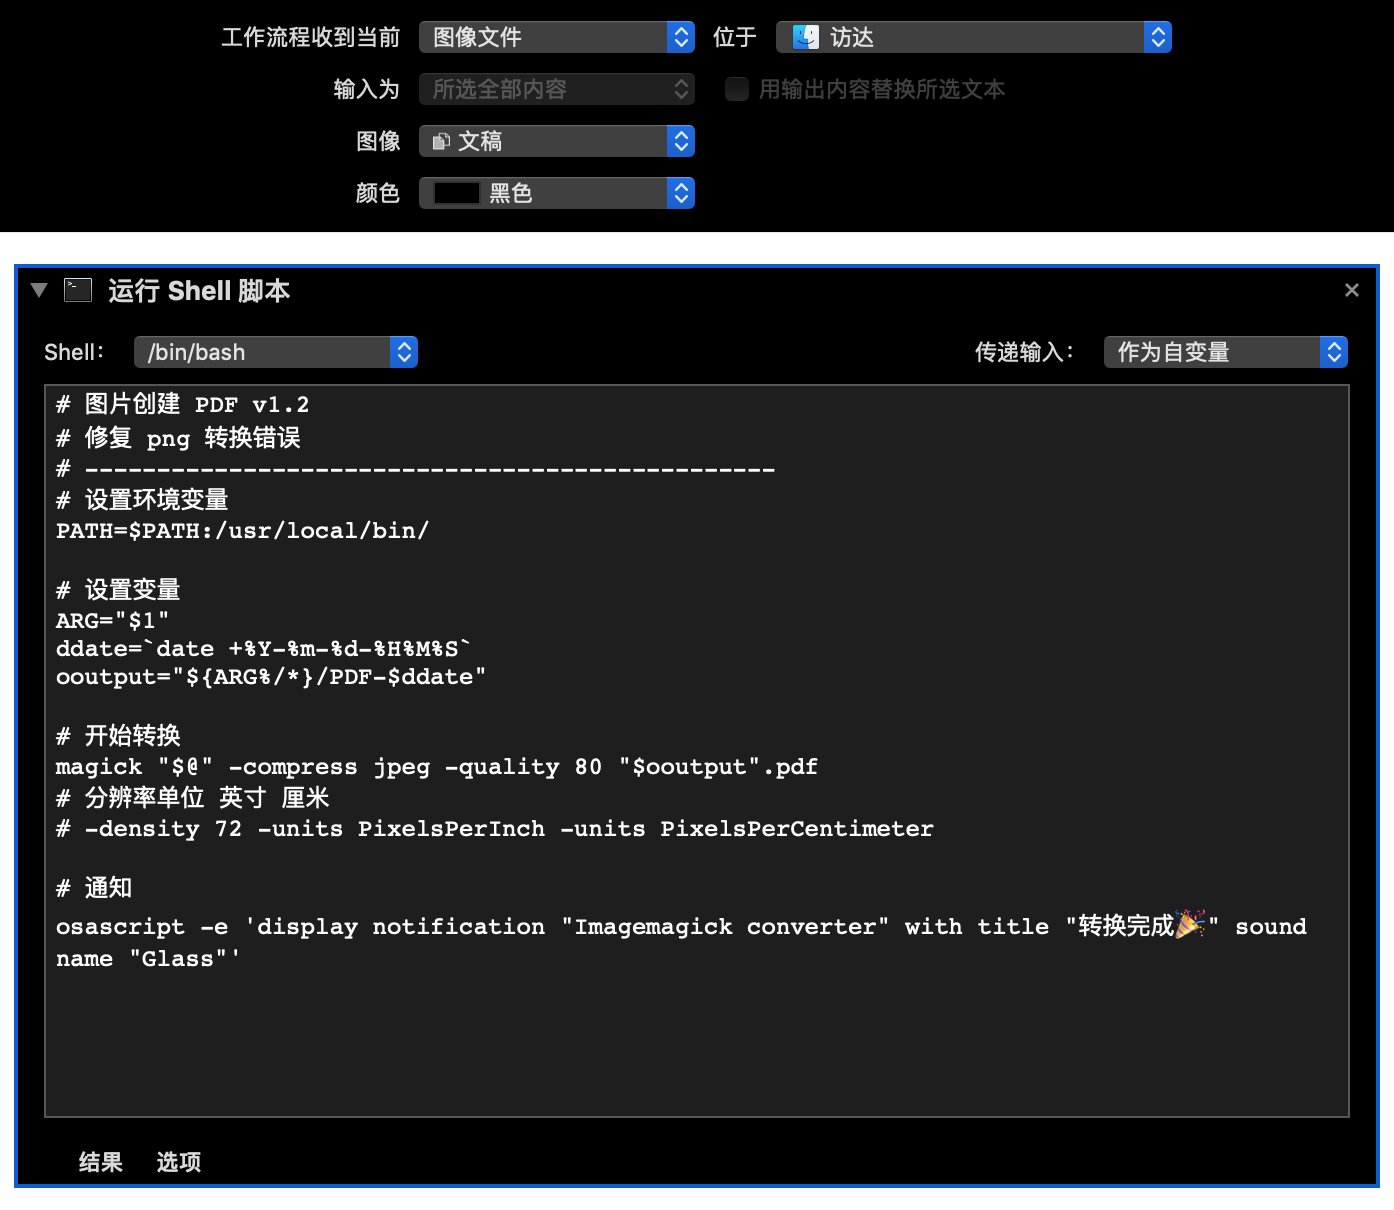 工作流程收到当前 图像文件 位于 访达
输入为 所选全部内容 用输出内容替换所选文本
图像 文稿
颜色 黑色
运行 Shell 脚本
Shell: /bin/bash 传递输入: 作为自变量
# 图片创建 PDF v1.2
# 修复 png 转换错误
# ------------------------------------------------
# 设置环境变量
PATH=$PATH:/usr/local/bin/
# 设置变量
ARG="$1"
ddate=`date +%Y-%m-%d-%H%M%S`
ooutput="${ARG%/*}/PDF-$ddate"
# 开始转换
magick "$@" -compress jpeg -quality 80 "$ooutput".pdf
# 分辨率单位 英寸 厘米
# -density 72 -units PixelsPerInch -units PixelsPerCentimeter
# 通知
osascript -e 'display notification "Imagemagick converter" with title "转换完成🎉" sound
name "Glass"'
结果 选项